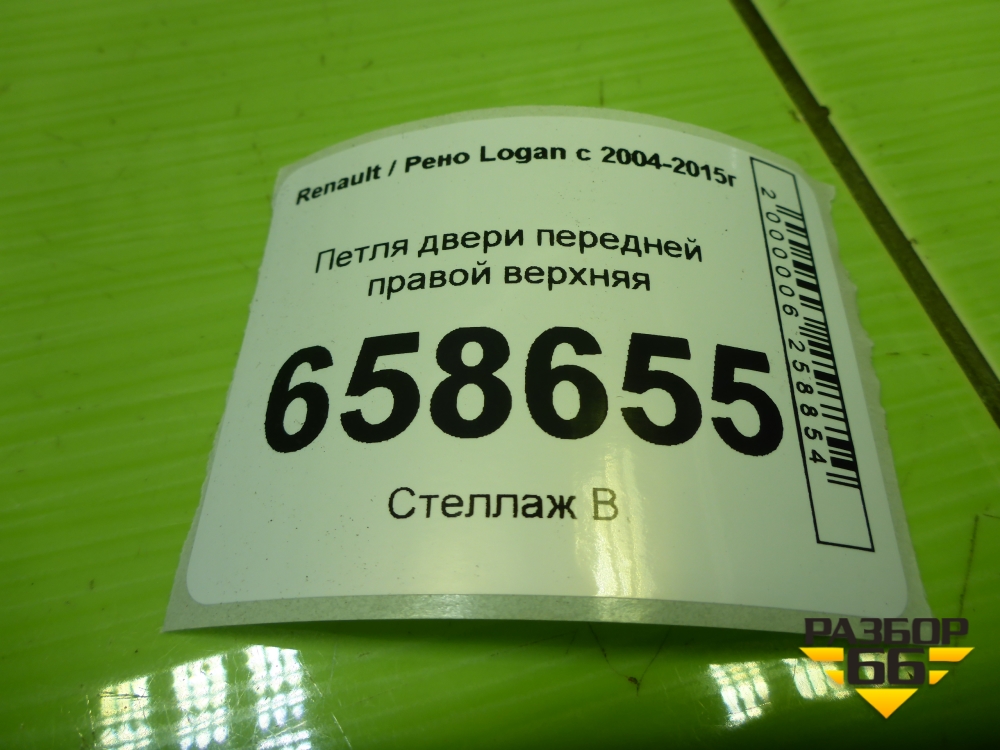 Renault / Рено Logan с 2004-2015г
Петля двери передней
правой верхняя
658655
Стеллаж В
2000006258854
РАЗБОР
66